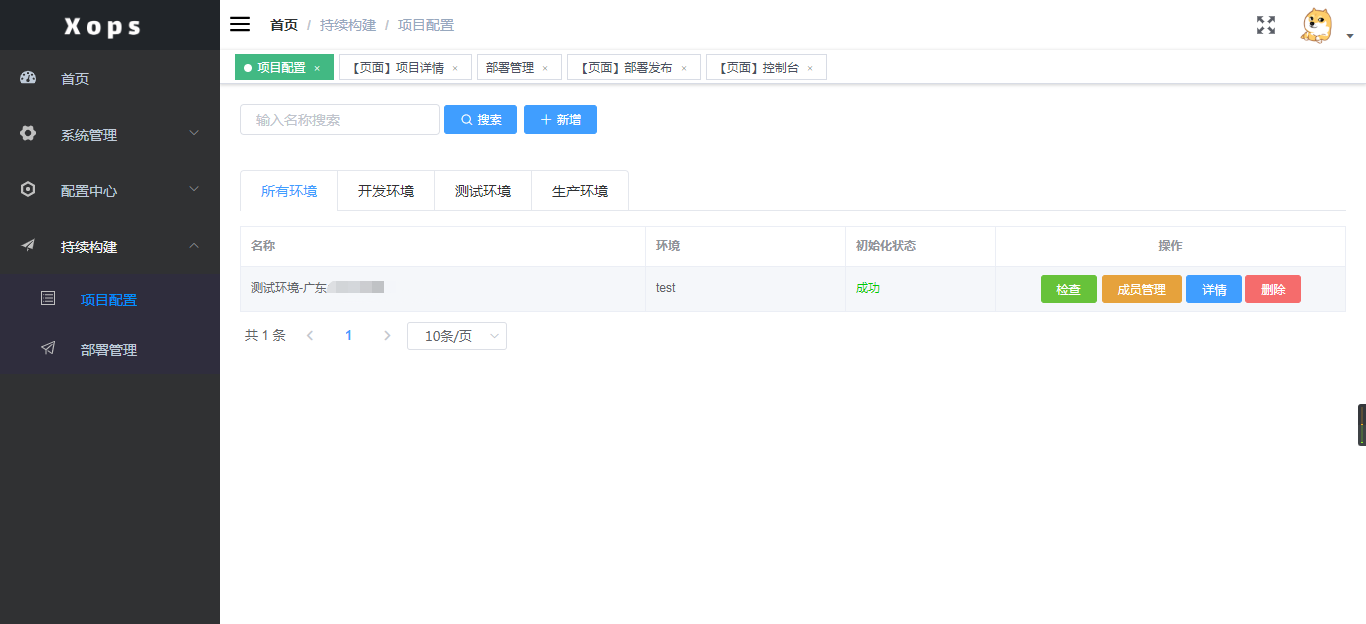 Xops
首页
系统管理
配置中心
持续构建
项目配置
部署管理
首页 / 持续构建 / 项目配置
项目配置 × 【页面】项目详情 × 部署管理 × 【页面】部署发布 × 【页面】控制台 ×
输入名称搜索 搜索 新增
所有环境 开发环境 测试环境 生产环境
名称 环境 初始化状态 操作
测试环境-广东 test 成功 检查 成员管理 详情 删除
共 1 条 1 10条/页